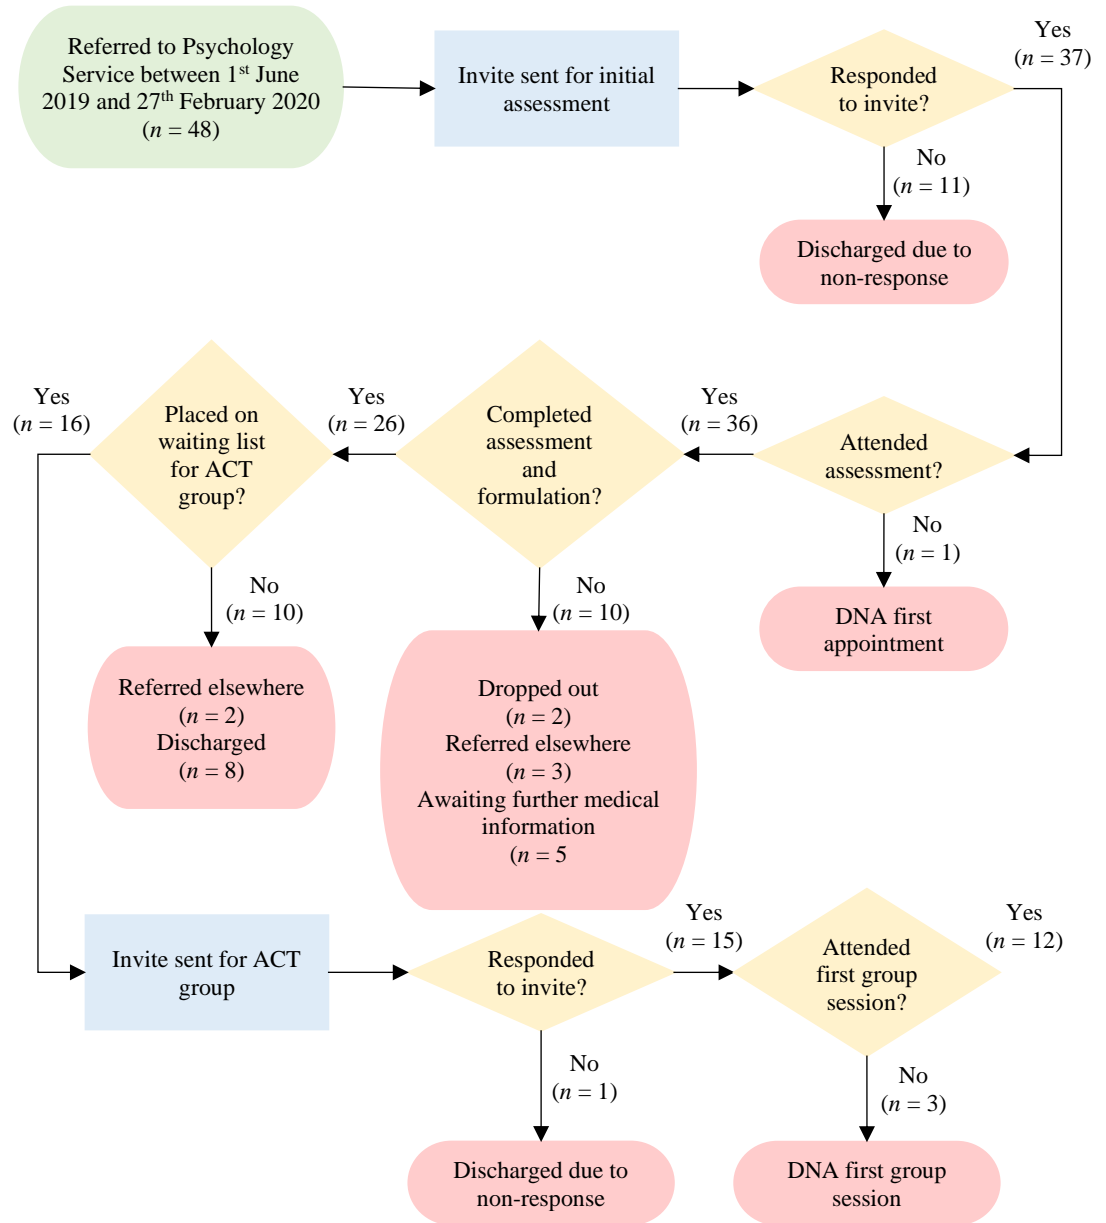 Referred to Psychology
Service between 1st June
2019 and 27th February 2020
(n = 48)
Invite sent for initial
assessment
Responded
to invite?
Yes
(n = 37)
No
(n = 11)
Discharged due to
non-response
Attended
assessment?
No
(n = 1)
DNA first
appointment
Yes
(n = 36)
Completed
assessment
and
formulation?
No
(n = 10)
Dropped out
(n = 2)
Referred elsewhere
(n = 3)
Awaiting further medical
information
(n = 5
Yes
(n = 26)
Placed on
waiting list
for ACT
group?
No
(n = 10)
Referred elsewhere
(n = 2)
Discharged
(n = 8)
Yes
(n = 16)
Invite sent for ACT
group
Responded
to invite?
No
(n = 1)
Discharged due to
non-response
Yes
(n = 15)
Attended
first group
session?
No
(n = 3)
DNA first group
session
Yes
(n = 12)